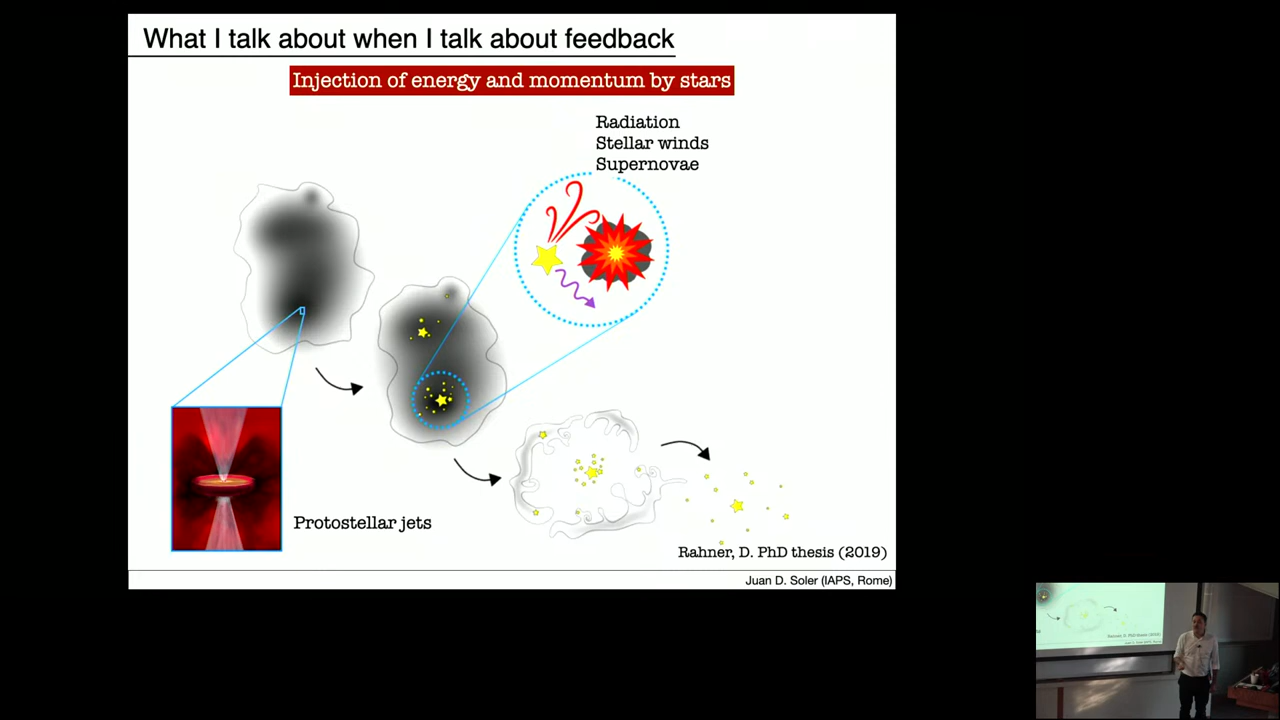 What I talk about when I talk about feedback
Injection of energy and momentum by stars
Radiation
Stellar winds
Supernovae
Protostellar jets
Rahner, D. PhD thesis (2019)
Juan D. Soler (IAPS, Rome)